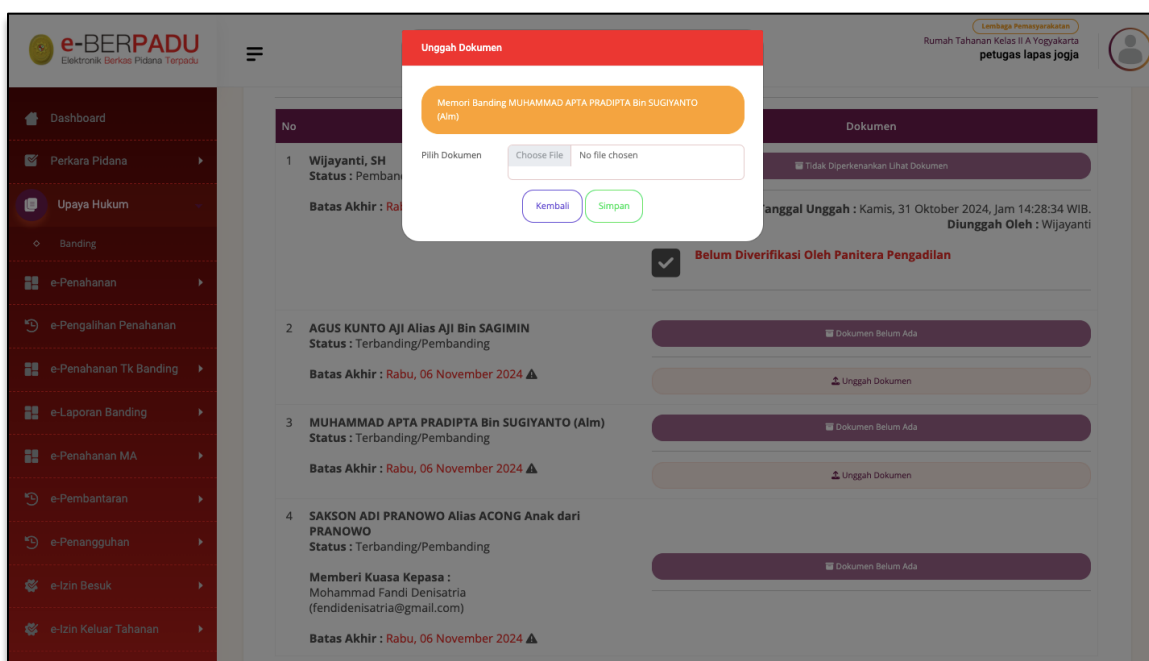 e-BERPADU
Elektronik Berkas Pidana Terpadu
Lembaga Pemasyarakatan
Rumah Tahanan Kelas II A Yogyakarta
petugas lapas jogja
Dashboard
Perkara Pidana
Upaya Hukum
Banding
e-Penahanan
e-Pengalihan Penahanan
e-Penahanan Tk Banding
e-Laporan Banding
e-Penahanan MA
e-Pembantaran
e-Penangguhan
e-Izin Besuk
e-Izin Keluar Tahanan
Unggah Dokumen
Memori Banding MUHAMMAD APTA PRADIPTA Bin SUGIYANTO
(Alm)
Pilih Dokumen Choose File No file chosen
Kembali Simpan
No Dokumen
1 Wijayanti, SH
Status : Pemban
Batas Akhir : Ra
Tidak Diperkenankan Lihat Dokumen
anggal Unggah : Kamis, 31 Oktober 2024, Jam 14:28:34 WIB.
Diunggah Oleh : Wijayanti
Belum Diverifikasi Oleh Panitera Pengadilan
2 AGUS KUNTO AJI Alias AJI Bin SAGIMIN
Status : Terbanding/Pembanding
Batas Akhir : Rabu, 06 November 2024
Dokumen Belum Ada
Unggah Dokumen
3 MUHAMMAD APTA PRADIPTA Bin SUGIYANTO (Alm)
Status : Terbanding/Pembanding
Batas Akhir : Rabu, 06 November 2024
Dokumen Belum Ada
Unggah Dokumen
4 SAKSON ADI PRANOWO Alias ACONG Anak dari
PRANOWO
Status : Terbanding/Pembanding
Memberi Kuasa Kepasa :
Mohammad Fandi Denisatria
(fendidenisatria@gmail.com)
Batas Akhir : Rabu, 06 November 2024
Dokumen Belum Ada